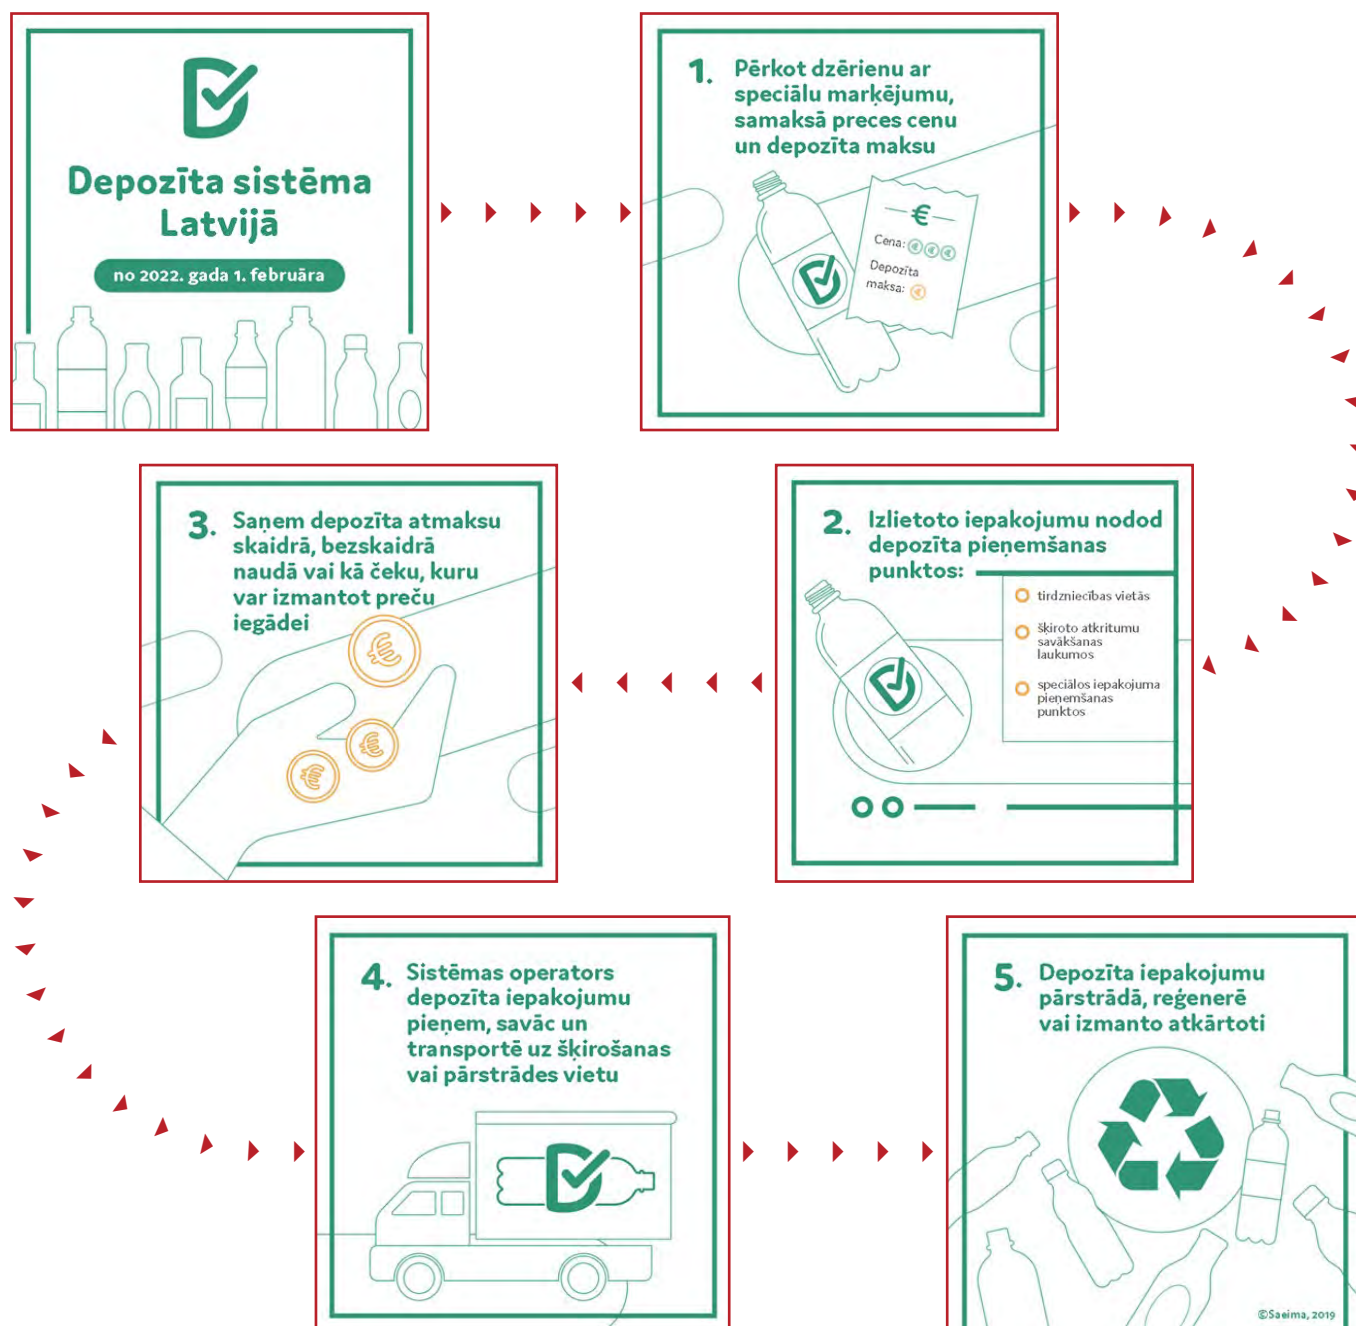 Depozīta sistēma
Latvijā
no 2022. gada 1. februāra
1. Pērkot dzērienu ar
speciālu marķējumu,
samaksā preces cenu
un depozīta maksu
€
Cena: €€€
Depozīta
maksa: €
2. Izlietoto iepakojumu nodod
depozīta pieņemšanas
punktos:
tirdzniecības vietās
šķiroto atkritumu
savākšanas
laukumos
speciālos iepakojuma
pieņemšanas
punktos
3. Saņem depozīta atmaksu
skaidrā, bezskaidrā
naudā vai kā čeku, kuru
var izmantot preču
iegādei
€
€
€
4. Sistēmas operators
depozīta iepakojumu
pieņem, savāc un
transportē uz šķirošanas
vai pārstrādes vietu
5. Depozīta iepakojumu
pārstrādā, reģenerē
vai izmanto atkārtoti
©Saeima, 2019